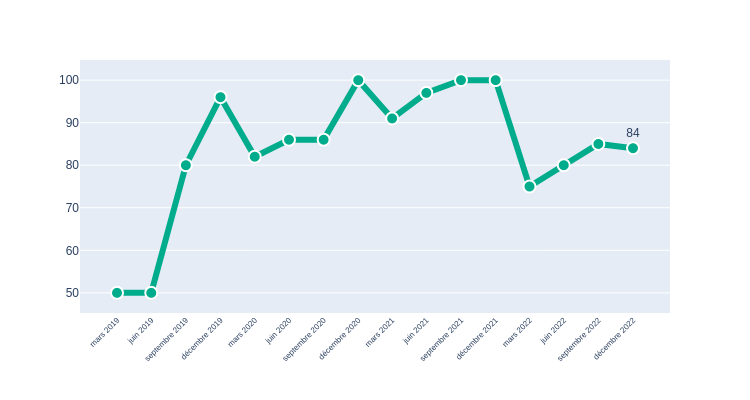 100
90
84
80
70
60
50
mars 2019
juin 2019
septembre 2019
décembre 2019
mars 2020
juin 2020
septembre 2020
décembre 2020
mars 2021
juin 2021
septembre 2021
décembre 2021
mars 2022
juin 2022
septembre 2022
décembre 2022